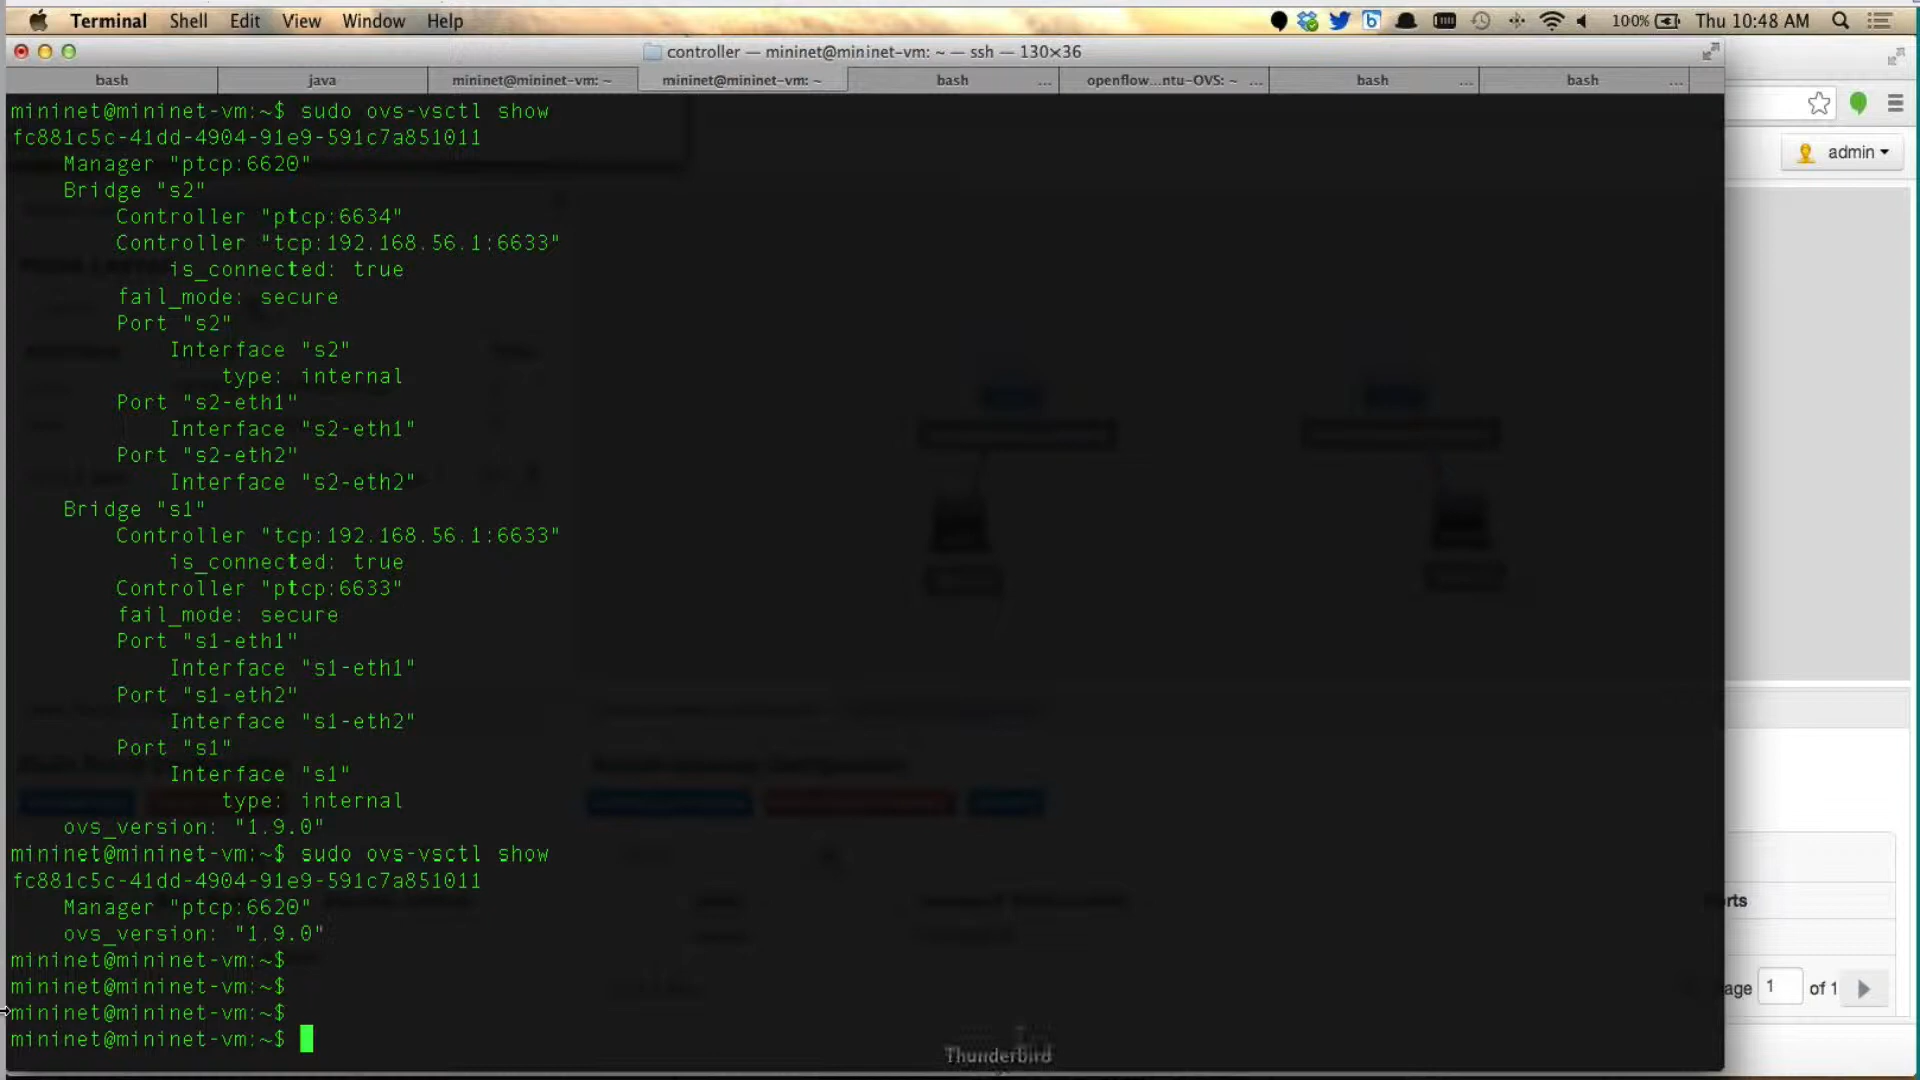 Terminal Shell Edit View Window Help 100% Thu 10:48 AM
controller — mininet@mininet-vm: ~ — ssh — 130×36
bash java mininet@mininet-vm: ~ mininet@mininet-vm: ~ bash ... openflow...ntu-OVS: ~ ... bash ... bash ...
admin
mininet@mininet-vm:~$ sudo ovs-vsctl show
fc881c5c-41dd-4904-91e9-591c7a851011
Manager "ptcp:6620"
Bridge "s2"
Controller "ptcp:6634"
Controller "tcp:192.168.56.1:6633"
is_connected: true
fail_mode: secure
Port "s2"
Interface "s2"
type: internal
Port "s2-eth1"
Interface "s2-eth1"
Port "s2-eth2"
Interface "s2-eth2"
Bridge "s1"
Controller "tcp:192.168.56.1:6633"
is_connected: true
Controller "ptcp:6633"
fail_mode: secure
Port "s1-eth1"
Interface "s1-eth1"
Port "s1-eth2"
Interface "s1-eth2"
Port "s1"
Interface "s1"
type: internal
ovs_version: "1.9.0"
mininet@mininet-vm:~$ sudo ovs-vsctl show
fc881c5c-41dd-4904-91e9-591c7a851011
Manager "ptcp:6620"
ovs_version: "1.9.0"
mininet@mininet-vm:~$
mininet@mininet-vm:~$
mininet@mininet-vm:~$
mininet@mininet-vm:~$
rts
age 1 of 1
Thunderbird